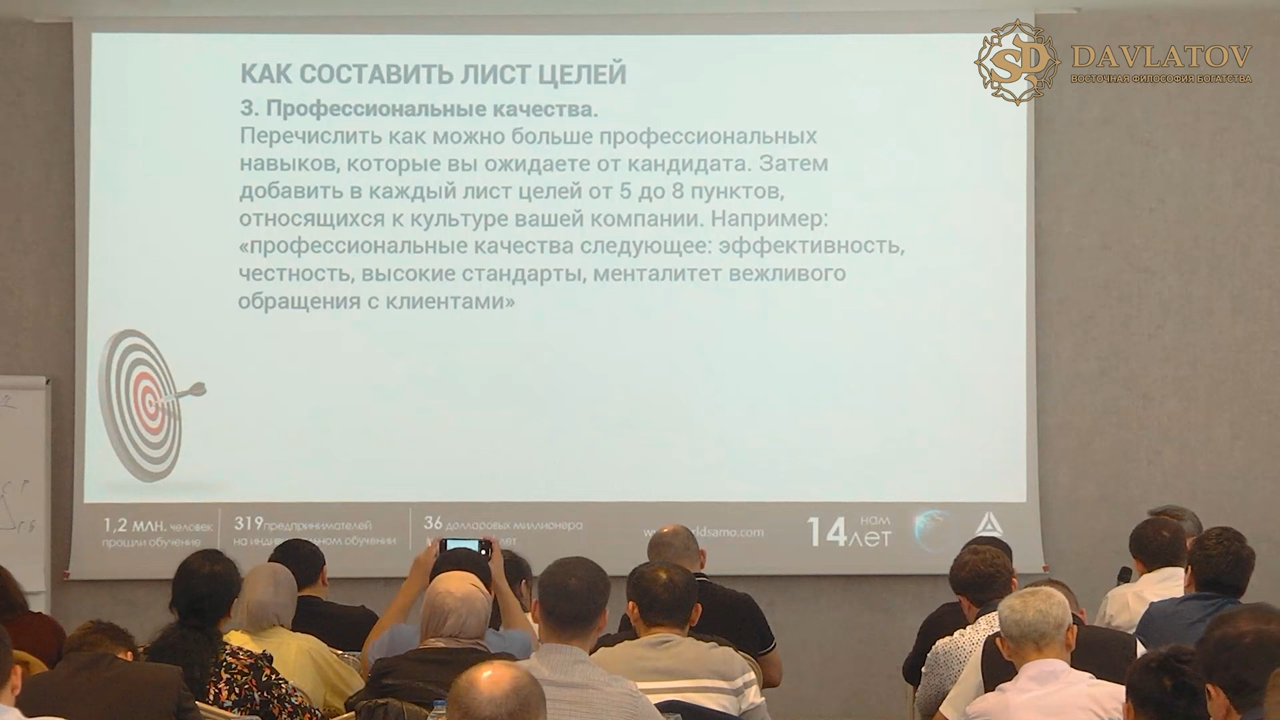 SD DAVLATOV
ВОСТОЧНАЯ ФИЛОСОФИЯ БОГАТСТВА
КАК СОСТАВИТЬ ЛИСТ ЦЕЛЕЙ
3. Профессиональные качества.
Перечислить как можно больше профессиональных
навыков, которые вы ожидаете от кандидата. Затем
добавить в каждый лист целей от 5 до 8 пунктов,
относящихся к культуре вашей компании. Например:
«профессиональные качества следующее: эффективность,
честность, высокие стандарты, менталитет вежливого
обращения с клиентами»
1,2 МЛН. человек
прошли обучение
319 предпринимателей
на обучении
36 долларовых миллионера
лет
14 нам
лет